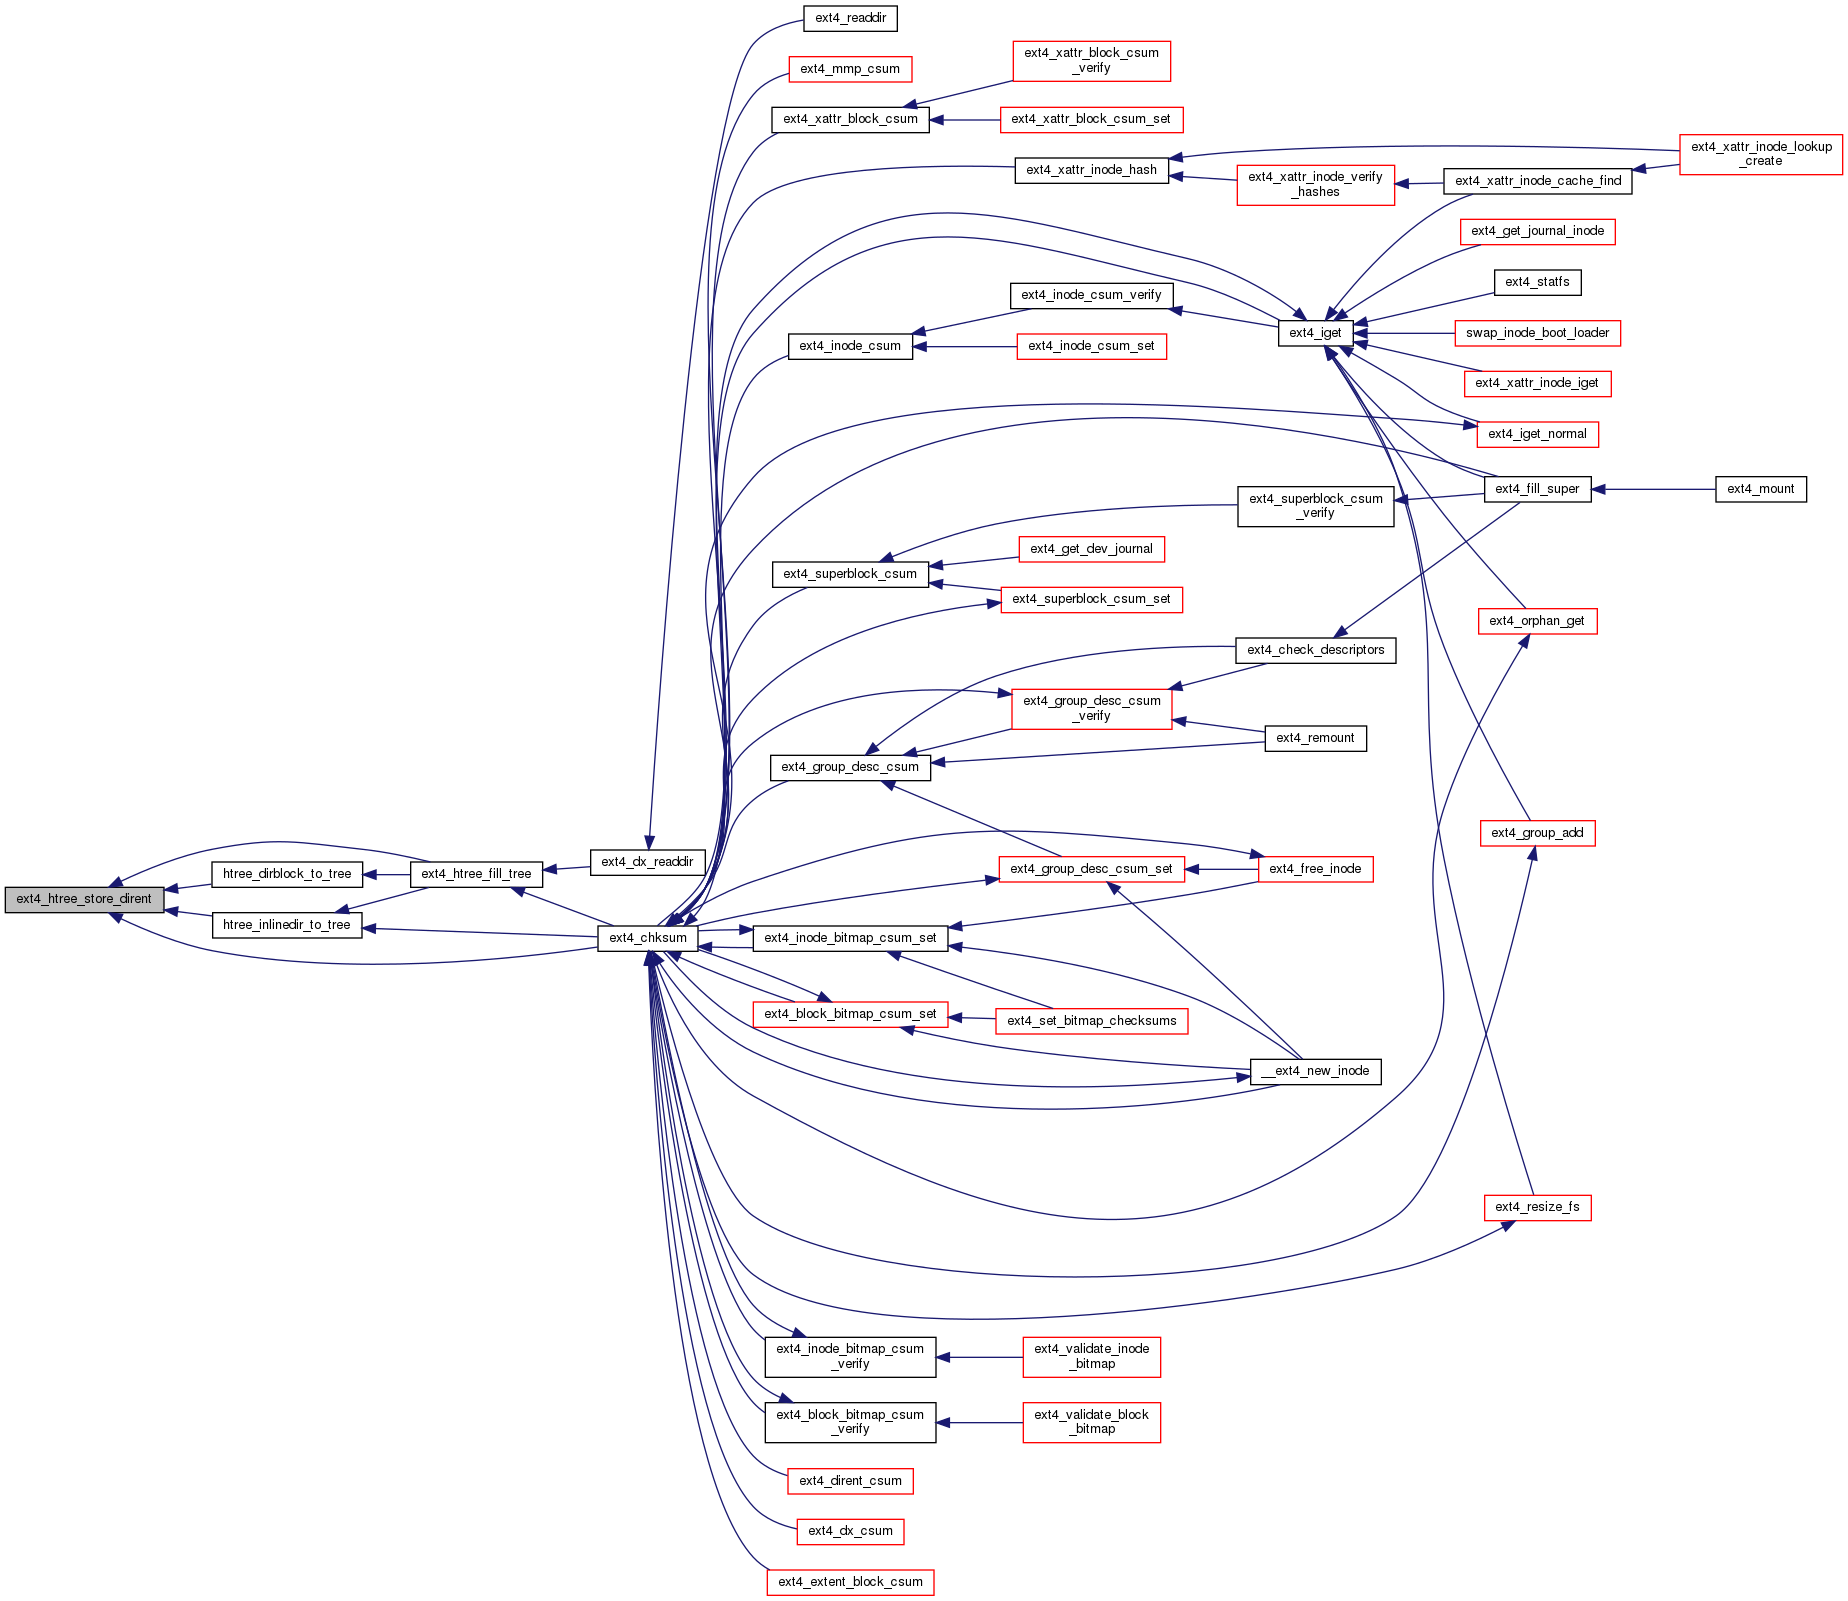 ext4_readdir
ext4_mmp_csum
ext4_xattr_block_csum
_verify
ext4_xattr_block_csum
ext4_xattr_block_csum_set
ext4_xattr_inode_lookup
_create
ext4_xattr_inode_hash
ext4_xattr_inode_verify
_hashes
ext4_xattr_inode_cache_find
ext4_get_journal_inode
ext4_statfs
ext4_inode_csum_verify
ext4_iget
swap_inode_boot_loader
ext4_inode_csum
ext4_inode_csum_set
ext4_xattr_inode_iget
ext4_iget_normal
ext4_superblock_csum
_verify
ext4_fill_super
ext4_mount
ext4_get_dev_journal
ext4_superblock_csum
ext4_superblock_csum_set
ext4_orphan_get
ext4_check_descriptors
ext4_group_desc_csum
_verify
ext4_remount
ext4_group_desc_csum
ext4_group_add
ext4_dx_readdir
htree_dirblock_to_tree
ext4_htree_fill_tree
ext4_group_desc_csum_set
ext4_free_inode
ext4_htree_store_dirent
htree_inlinedir_to_tree
ext4_chksum
ext4_inode_bitmap_csum_set
ext4_block_bitmap_csum_set
ext4_set_bitmap_checksums
__ext4_new_inode
ext4_resize_fs
ext4_inode_bitmap_csum
_verify
ext4_validate_inode
_bitmap
ext4_block_bitmap_csum
_verify
ext4_validate_block
_bitmap
ext4_dirent_csum
ext4_dx_csum
ext4_extent_block_csum